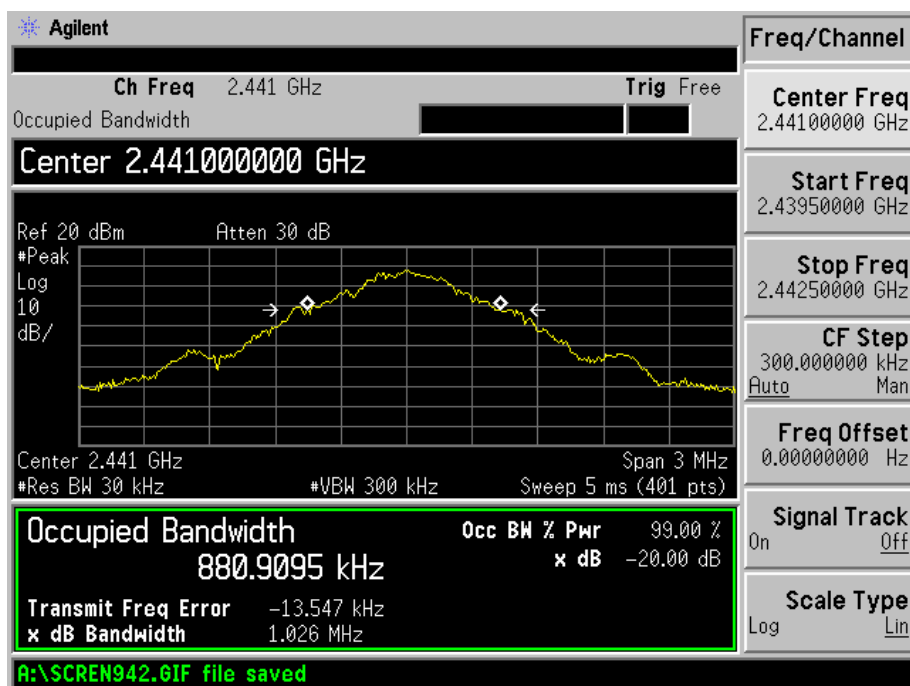 Agilent
Freq/Channel
Ch Freq 2.441 GHz Trig Free
Occupied Bandwidth
Center Freq
2.44100000 GHz
Center 2.441000000 GHz
Start Freq
2.43950000 GHz
Ref 20 dBm Atten 30 dB
#Peak
Log
10
dB/
Stop Freq
2.44250000 GHz
CF Step
300.000000 kHz
Auto Man
Freq Offset
0.00000000 Hz
Center 2.441 GHz Span 3 MHz
#Res BW 30 kHz #VBW 300 kHz Sweep 5 ms (401 pts)
Signal Track
On Off
Occupied Bandwidth Occ BW % Pwr 99.00 %
880.9095 kHz x dB -20.00 dB
Transmit Freq Error -13.547 kHz
x dB Bandwidth 1.026 MHz
Scale Type
Log Lin
A:\SCREN942.GIF file saved